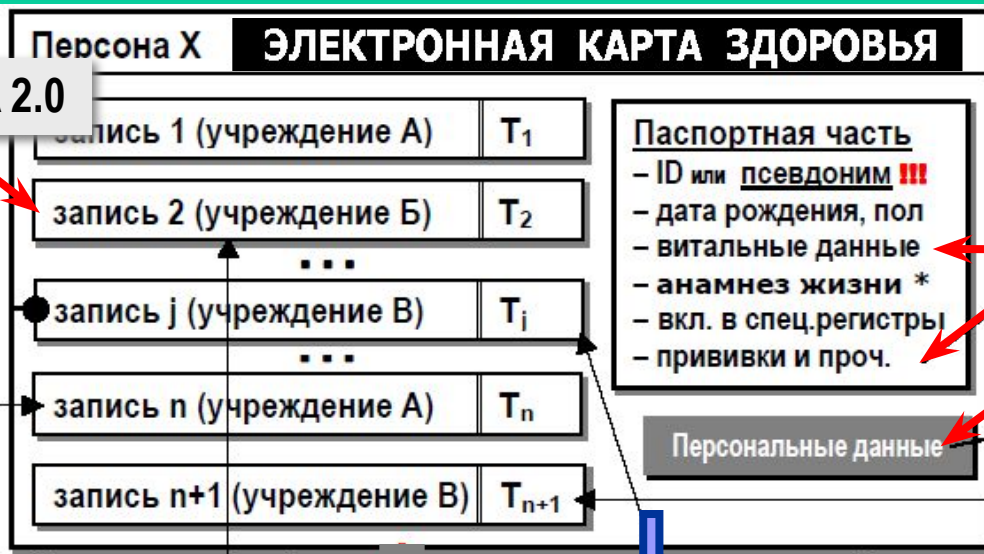 Персона X
ЭЛЕКТРОННАЯ КАРТА ЗДОРОВЬЯ
2.0
запись 1 (учреждение А) T1
запись 2 (учреждение Б) T2
...
запись j (учреждение В) Tj
...
запись n (учреждение А) Tn
запись n+1 (учреждение В) Tn+1
Паспортная часть
– ID или псевдоним !!!
– дата рождения, пол
– витальные данные
– анамнез жизни *
– вкл. в спец.регистры
– прививки и проч.
Персональные данные